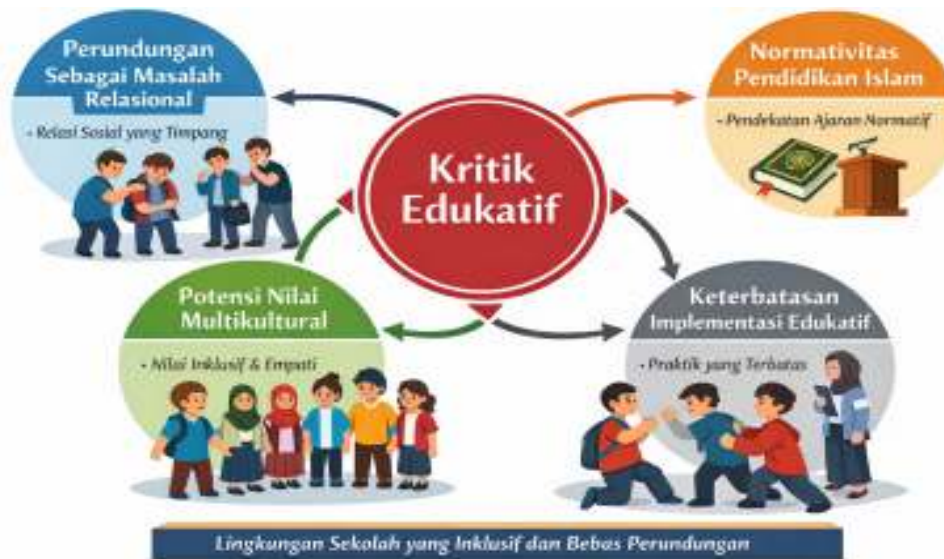 Perundungan
Sebagai Masalah
Relasional
- Relasi Sosial yang Timpang
Normativitas
Pendidikan Islam
- Pendekatan Ajaran Normatif
Kritik
Edukatif
Potensi Nilai
Multikultural
- Nilai Inklusif & Empati
Keterbatasan
Implementasi Edukatif
- Praktik yang Terbatas
Lingkungan Sekolah yang Inklusif dan Bebas Perundungan